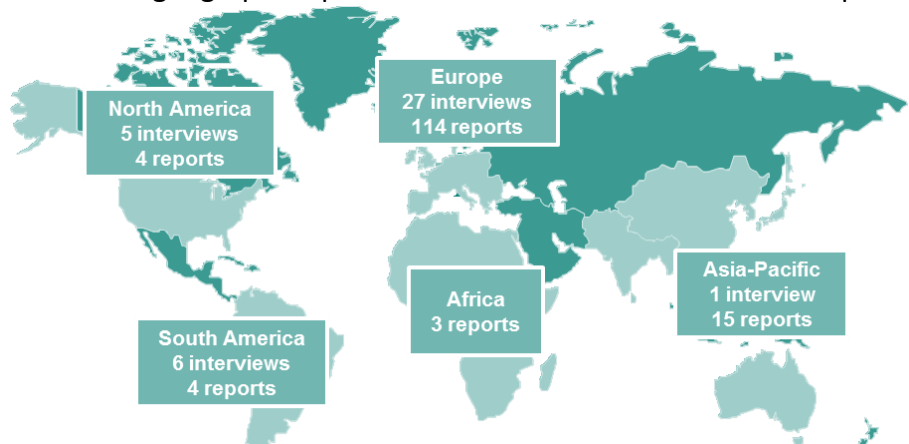 North America
5 interviews
4 reports
Europe
27 interviews
114 reports
Asia-Pacific
1 interview
15 reports
Africa
3 reports
South America
6 interviews
4 reports